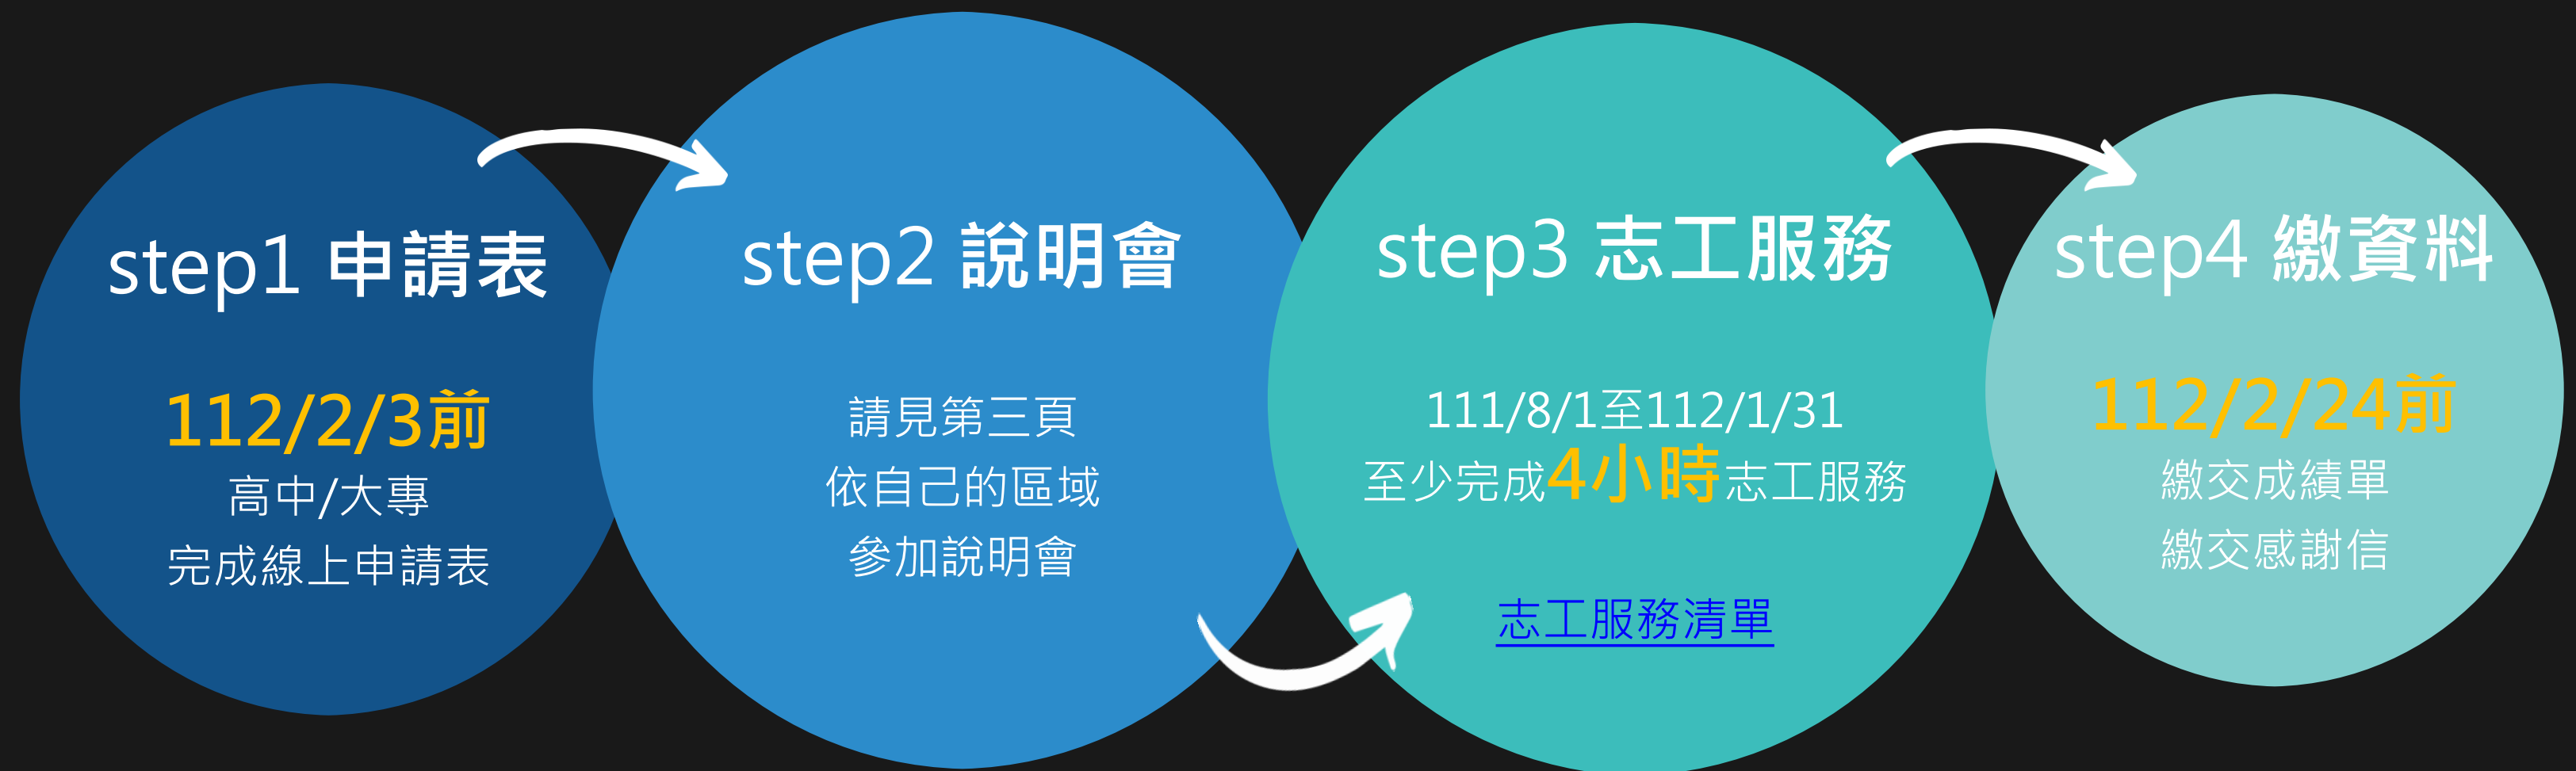 step1 申請表
112/2/3前
高中/大專
完成線上申請表
step2 說明會
請見第三頁
依自己的區域
參加說明會
step3 志工服務
111/8/1至112/1/31
至少完成4小時志工服務
志工服務清單
step4 繳資料
112/2/24前
繳交成績單
繳交感謝信